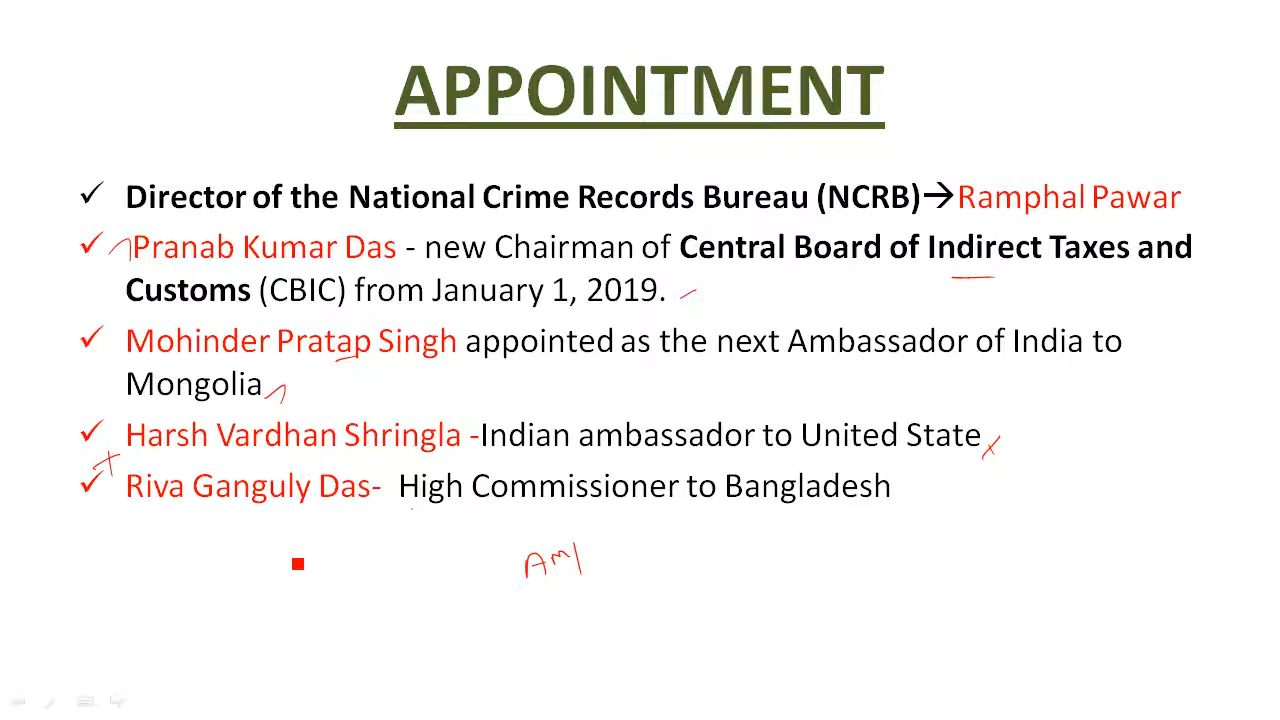 APPOINTMENT
✓ Director of the National Crime Records Bureau (NCRB)→Ramphal Pawar
✓ Pranab Kumar Das - new Chairman of Central Board of Indirect Taxes and
Customs (CBIC) from January 1, 2019.
✓ Mohinder Pratap Singh appointed as the next Ambassador of India to
Mongolia
✓ Harsh Vardhan Shringla -Indian ambassador to United State
✓ Riva Ganguly Das- High Commissioner to Bangladesh
Am